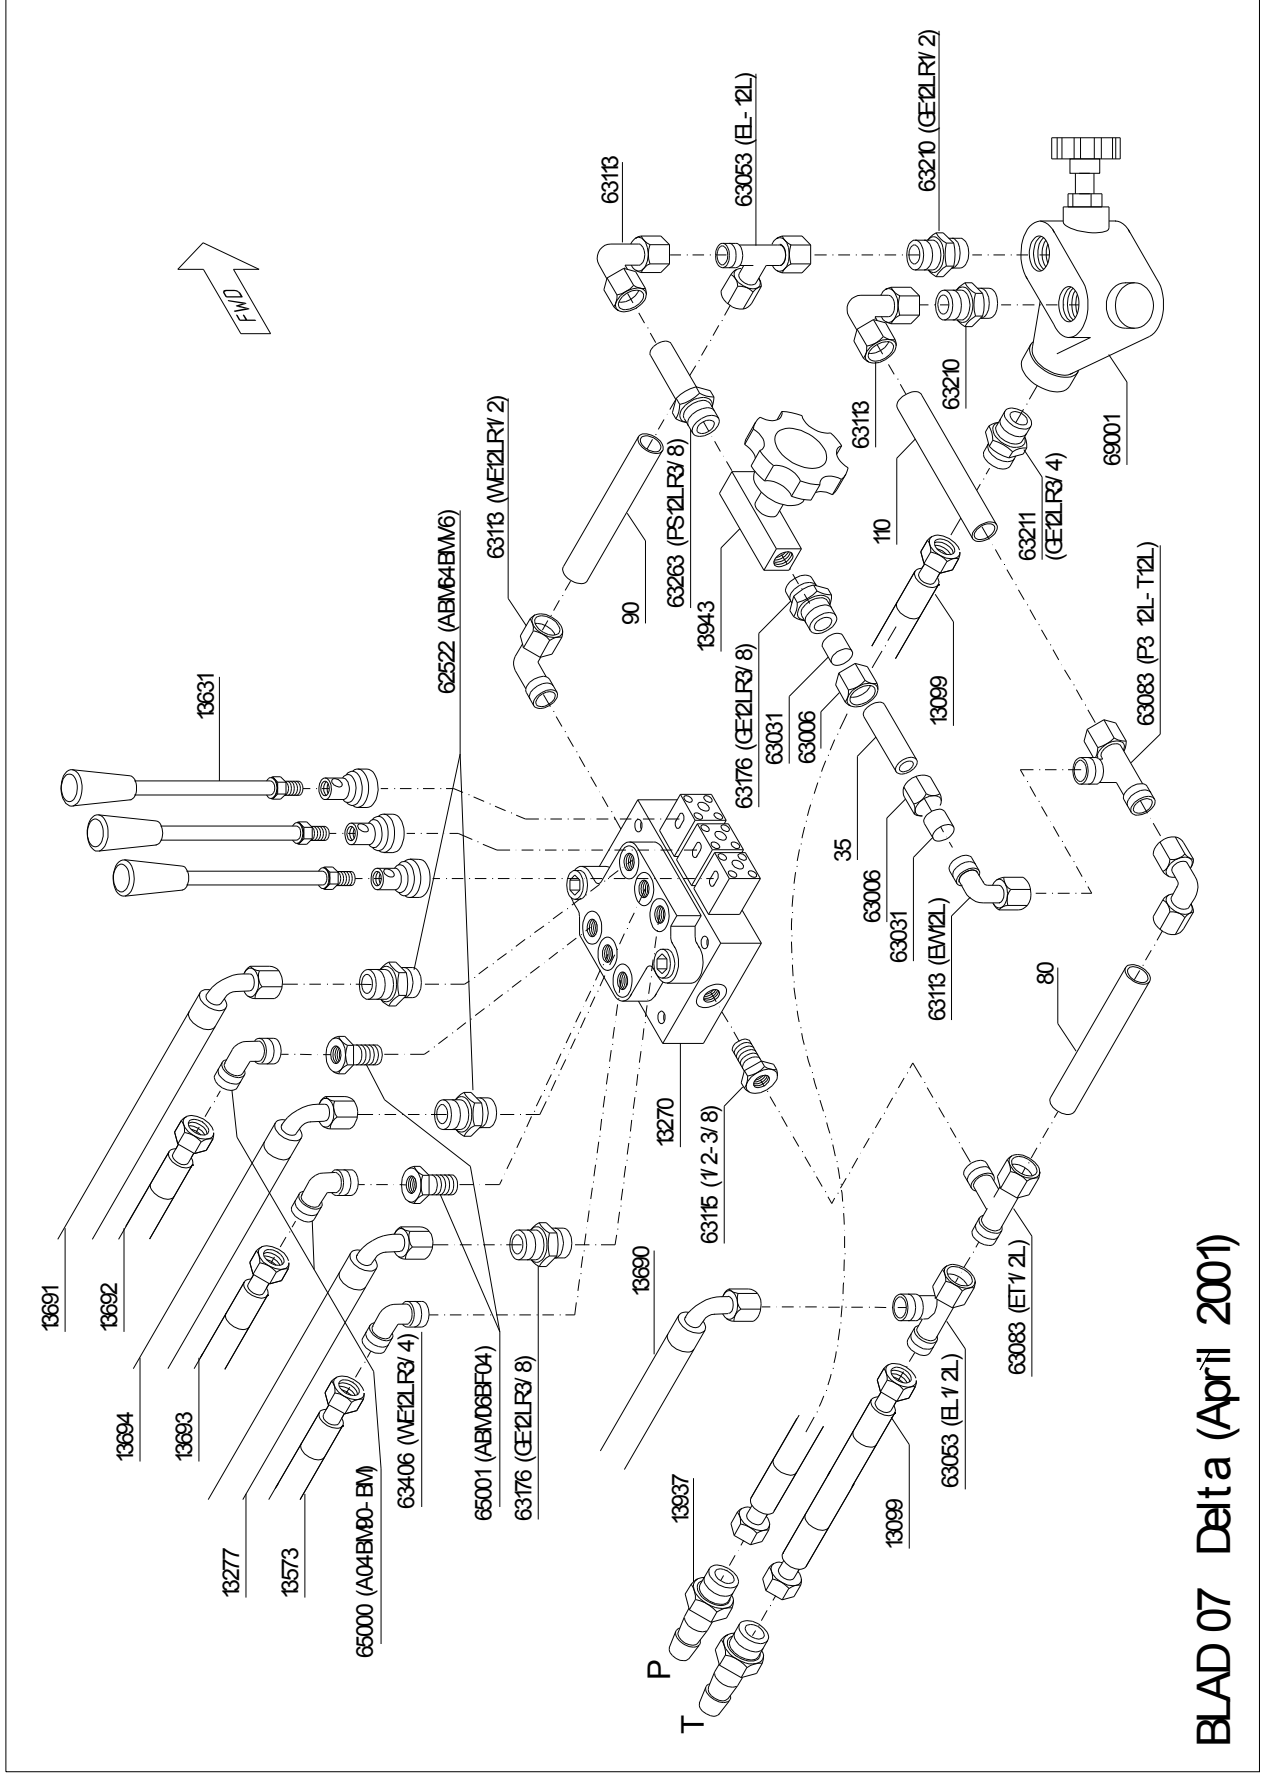 FWD
13691
13692
13694
13693
13277
13573
65000 (A04BM90-BM)
63406 (WE12LR3/4)
65001 (ABM06BF04)
63176 (GE12LR3/8)
13631
62522 (ABM64BMV6)
63113 (WE12LR1/2)
90
63263 (PS12LR3/8)
13943
63176 (GE12LR3/8)
63031
63006
35
63006
63031
63113 (EW12L)
13270
63115 (1/2-3/8)
13690
13937
P
T
13099
63053 (EL1/2L)
63083 (ET1/2L)
80
63083 (P3 12L-T12L)
13099
110
63211
(GE12LR3/4)
69001
63210
63113
63210 (GE12LR1/2)
63053 (EL-12L)
63113
BLAD 07 Delta (April 2001)